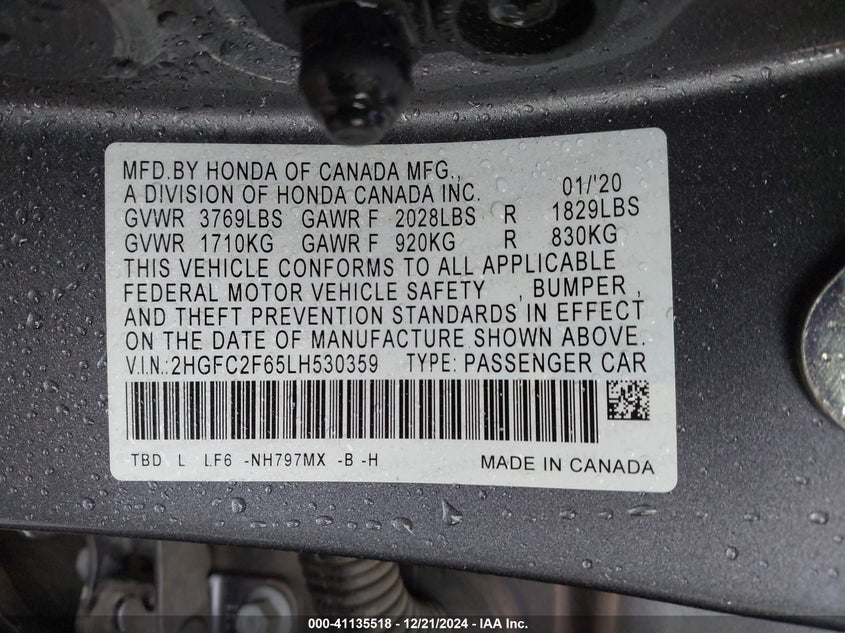 MFD.BY HONDA OF CANADA MFG.,
A DIVISION OF HONDA CANADA INC. 01/'20
GVWR 3769LBS GAWR F 2028LBS R 1829LBS
GVWR 1710KG GAWR F 920KG R 830KG
THIS VEHICLE CONFORMS TO ALL APPLICABLE
FEDERAL MOTOR VEHICLE SAFETY , BUMPER ,
AND THEFT PREVENTION STANDARDS IN EFFECT
ON THE DATE OF MANUFACTURE SHOWN ABOVE.
V.I.N.:2HGFC2F65LH530359 TYPE: PASSENGER CAR
TBD L LF6 -NH797MX -B -H MADE IN CANADA
000-41135518 - 12/21/2024 - IAA Inc.